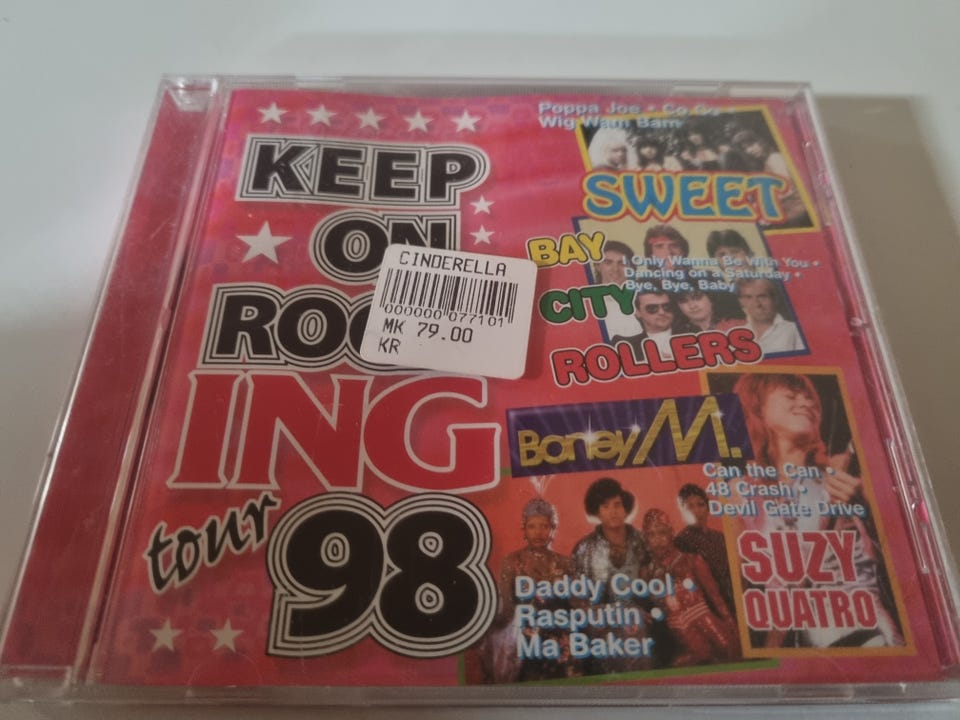 KEEP
ON
ROC
ING
tour 98
CINDERELLA
000000 077101
MK 79.00
KR
Poppa Joe • Co Co •
Wig Wam Bam
SWEET
BAY
CITY
ROLLERS
I Only Wanna Be With You •
Dancing on a Saturday •
Bye, Bye, Baby
Boney M.
Daddy Cool •
Rasputin •
Ma Baker
Can the Can •
48 Crash •
Devil Gate Drive
SUZY
QUATRO